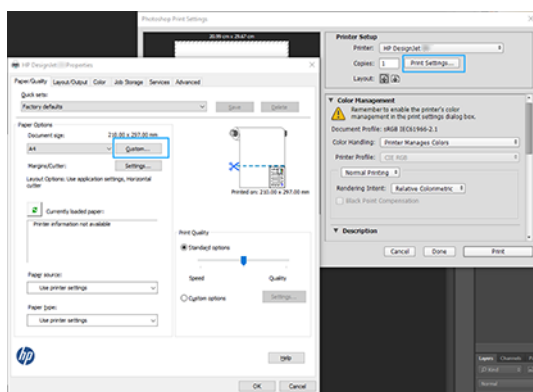 Photoshop Print Settings
20.99 cm x 29.67 cm
Printer Setup
Printer: HP DesignJet
Copies: 1 Print Settings...
Layout:
Color Management
Remember to enable the printer's color
management in the print settings dialog box.
Document Profile: sRGB IEC61966-2.1
Color Handling: Printer Manages Colors
Printer Profile: CIE RGB
Normal Printing
Rendering Intent: Relative Colorimetric
Black Point Compensation
Description
Cancel Done Print
Layers Channels
Kind
Normal
HP DesignJet Properties
Paper/Quality Layout/Output Color Job Storage Services Advanced
Quick sets:
Factory defaults Save Delete
Paper Options
Document size: 210.00 x 297.00 mm
A4 Custom...
Margins/Cutter: Settings...
Layout Options: Use application settings, Horizontal
cutter
Printed on: 210.00 x 297.00 mm
Currently loaded paper:
Printer information not available
Paper source:
Use printer settings
Paper type:
Use printer settings
Print Quality
Standard options
Speed Quality
Custom options Settings...
hp
Help
OK Cancel